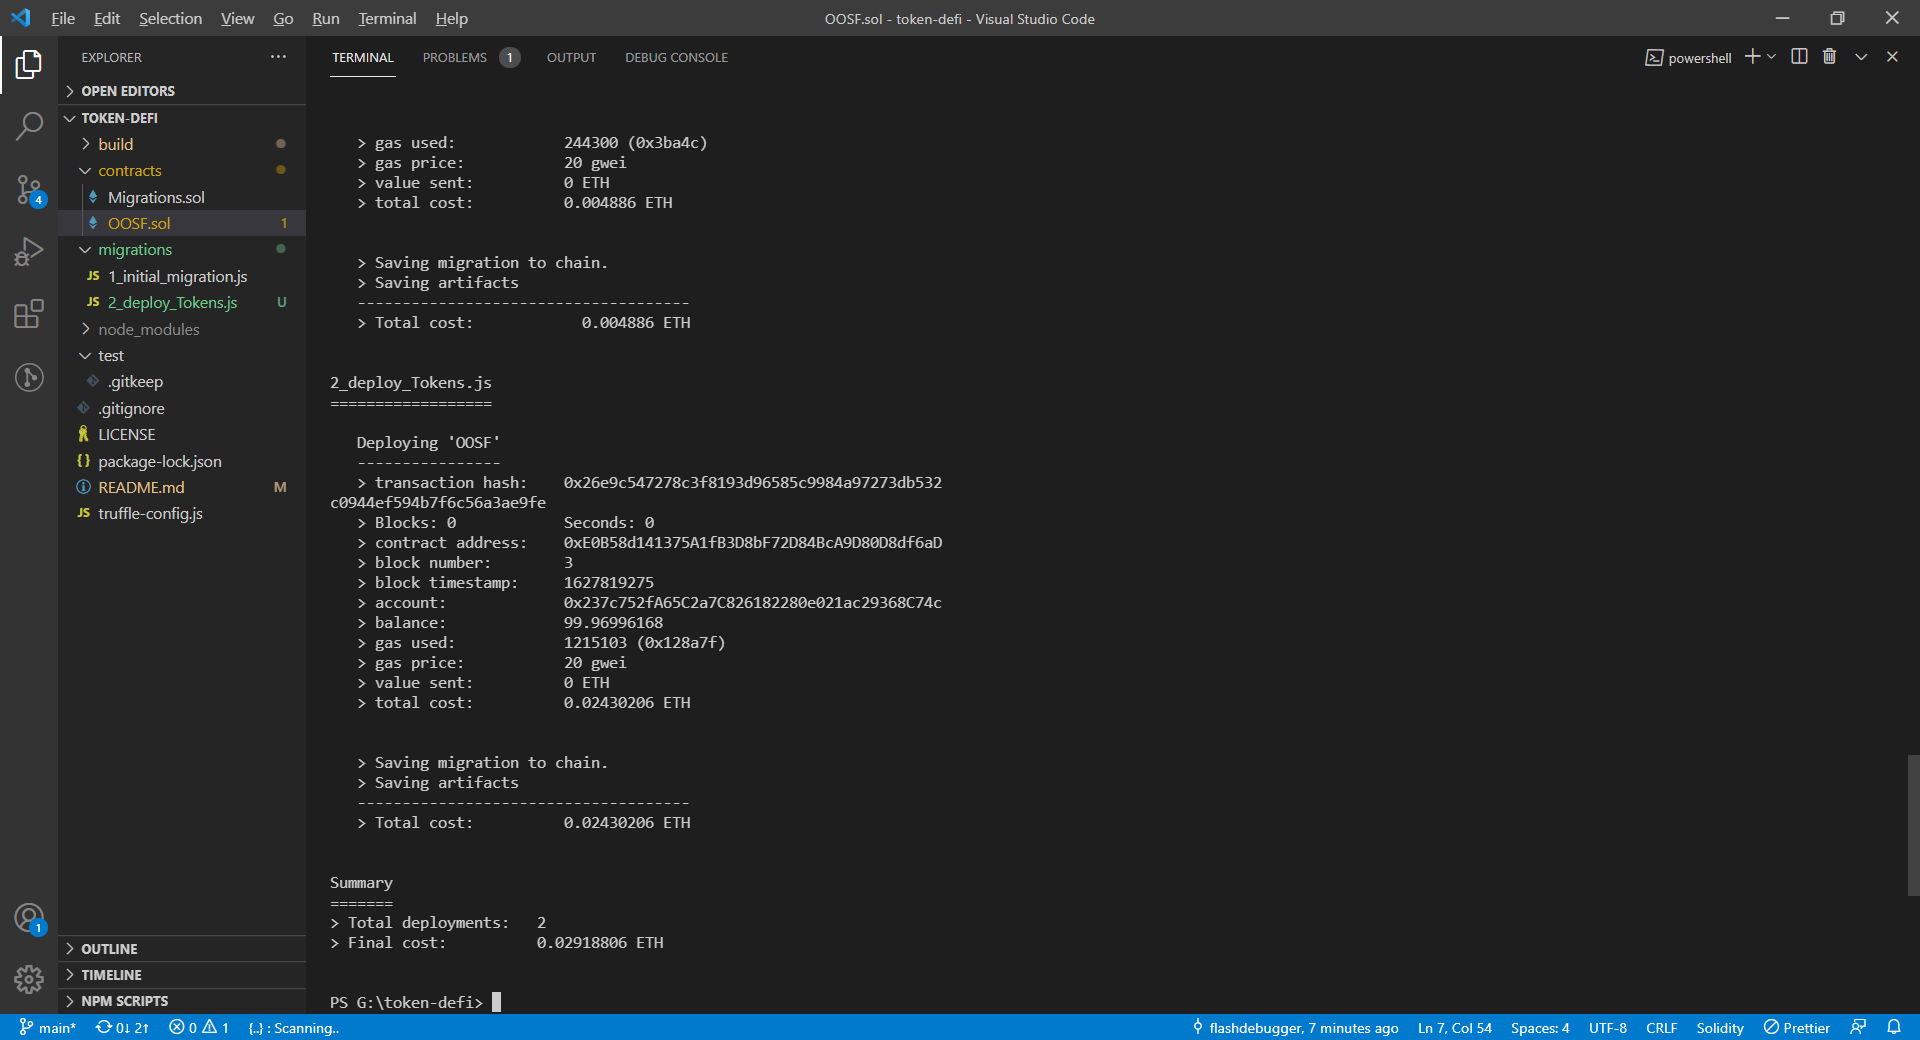 File Edit Selection View Go Run Terminal Help
OOSF.sol - token-defi - Visual Studio Code
EXPLORER
OPEN EDITORS
TOKEN-DEFI
build
contracts
Migrations.sol
OOSF.sol 1
migrations
JS 1_initial_migration.js
JS 2_deploy_Tokens.js U
node_modules
test
.gitkeep
.gitignore
LICENSE
{} package-lock.json
README.md M
JS truffle-config.js
OUTLINE
TIMELINE
NPM SCRIPTS
4
1
TERMINAL PROBLEMS 1 OUTPUT DEBUG CONSOLE
powershell
> gas used: 244300 (0x3ba4c)
> gas price: 20 gwei
> value sent: 0 ETH
> total cost: 0.004886 ETH
> Saving migration to chain.
> Saving artifacts
-------------------------------------
> Total cost: 0.004886 ETH
2_deploy_Tokens.js
==================
Deploying 'OOSF'
----------------
> transaction hash: 0x26e9c547278c3f8193d96585c9984a97273db532
c0944ef594b7f6c56a3ae9fe
> Blocks: 0 Seconds: 0
> contract address: 0xE0B58d141375A1fB3D8bF72D84BcA9D80D8df6aD
> block number: 3
> block timestamp: 1627819275
> account: 0x237c752fA65C2a7C826182280e021ac29368C74c
> balance: 99.96996168
> gas used: 1215103 (0x128a7f)
> gas price: 20 gwei
> value sent: 0 ETH
> total cost: 0.02430206 ETH
> Saving migration to chain.
> Saving artifacts
-------------------------------------
> Total cost: 0.02430206 ETH
Summary
=======
> Total deployments: 2
> Final cost: 0.02918806 ETH
PS G:\token-defi>
main* 0↓ 2↑ 0 1 {..} : Scanning..
flashdebugger, 7 minutes ago Ln 7, Col 54 Spaces: 4 UTF-8 CRLF Solidity Prettier